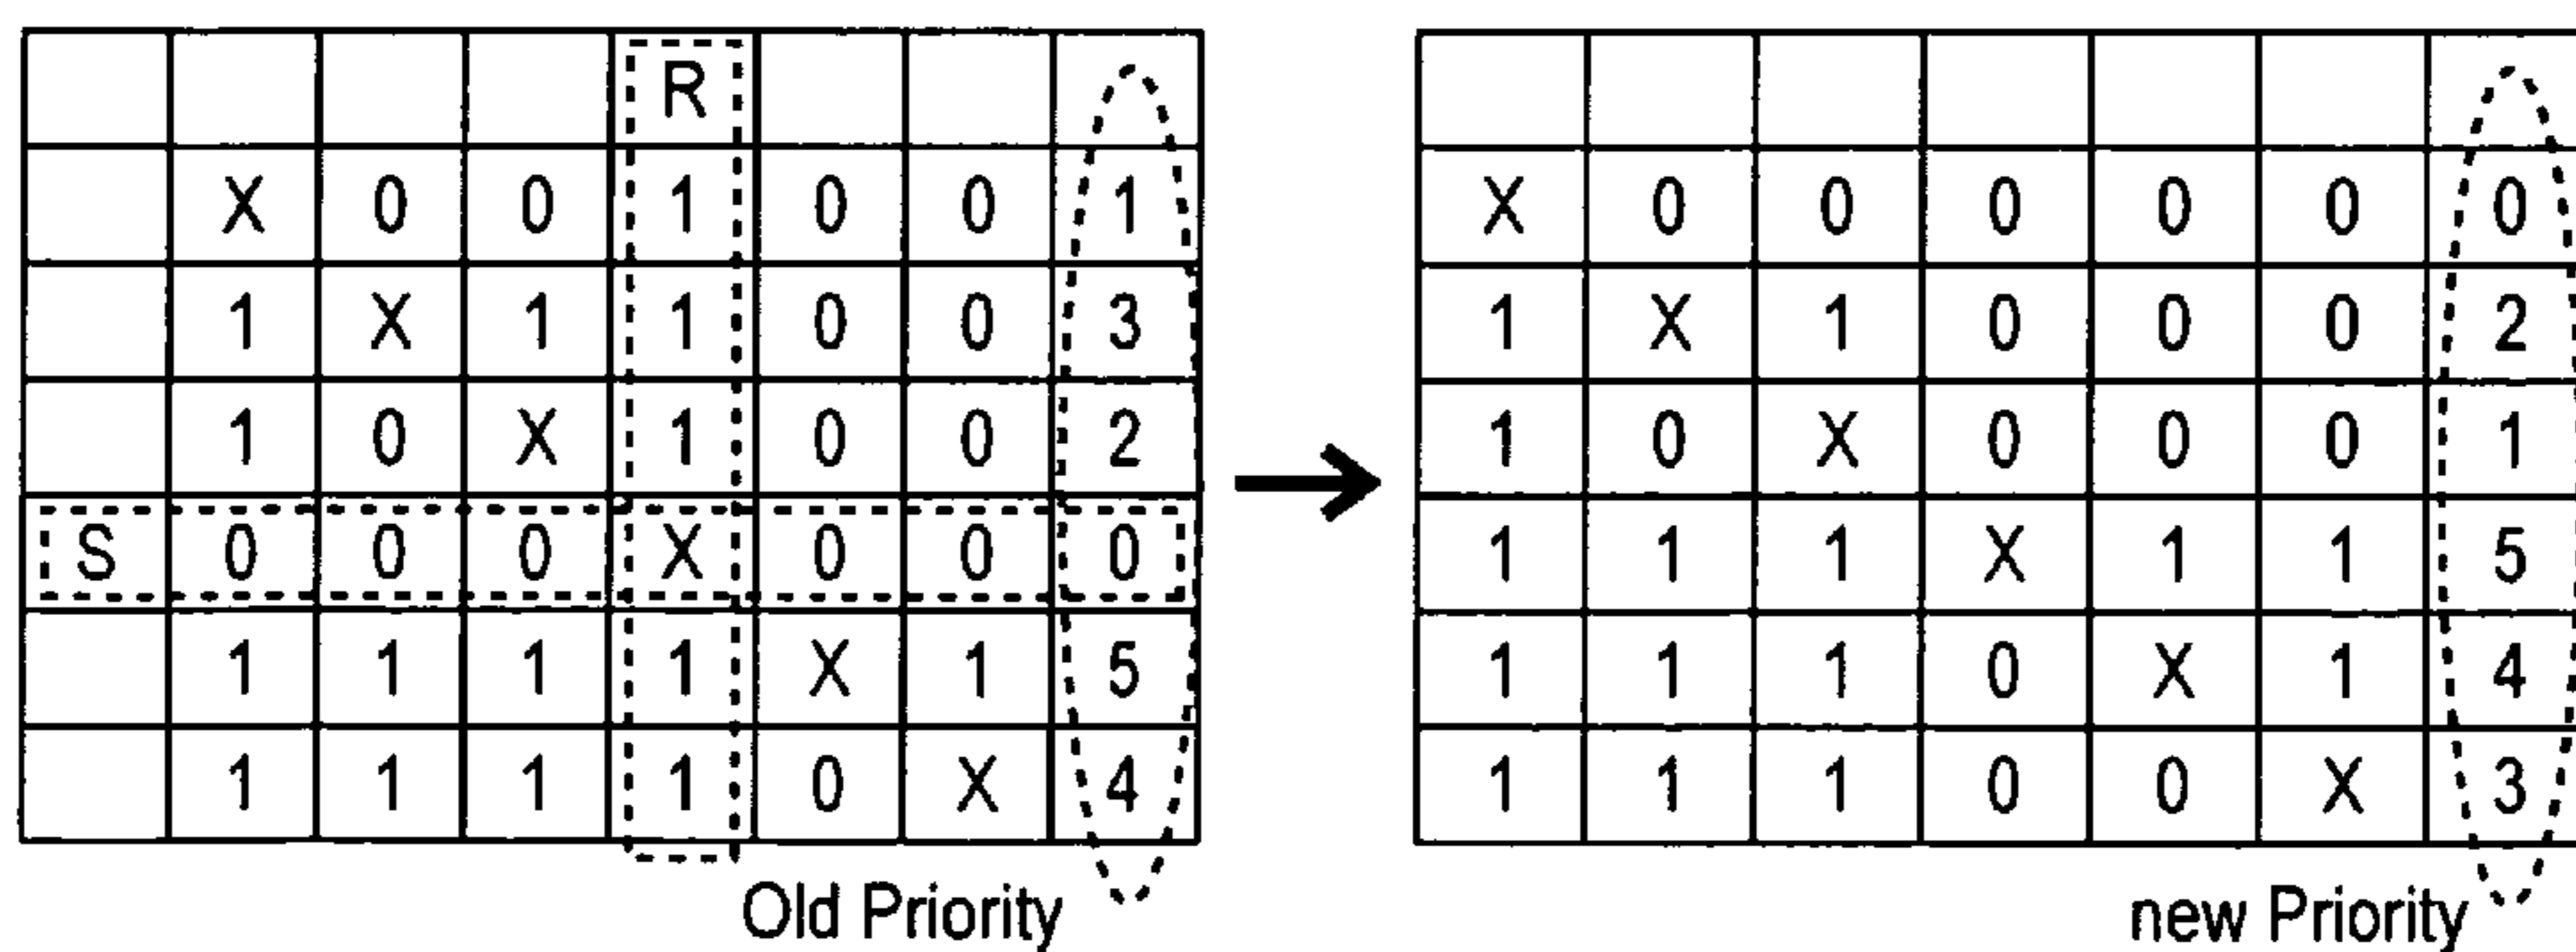 R
X 0 0 1 0 0 1 X 0 0 0 0 0 0
1 X 1 1 0 0 3 1 X 1 0 0 0 2
1 0 X 1 0 0 2 1 0 X 0 0 0 1
S 0 0 0 X 0 0 0 1 1 1 X 1 1 5
1 1 1 1 X 1 5 1 1 1 0 X 1 4
1 1 1 1 0 X 4 1 1 1 0 0 X 3
Old Priority new Priority